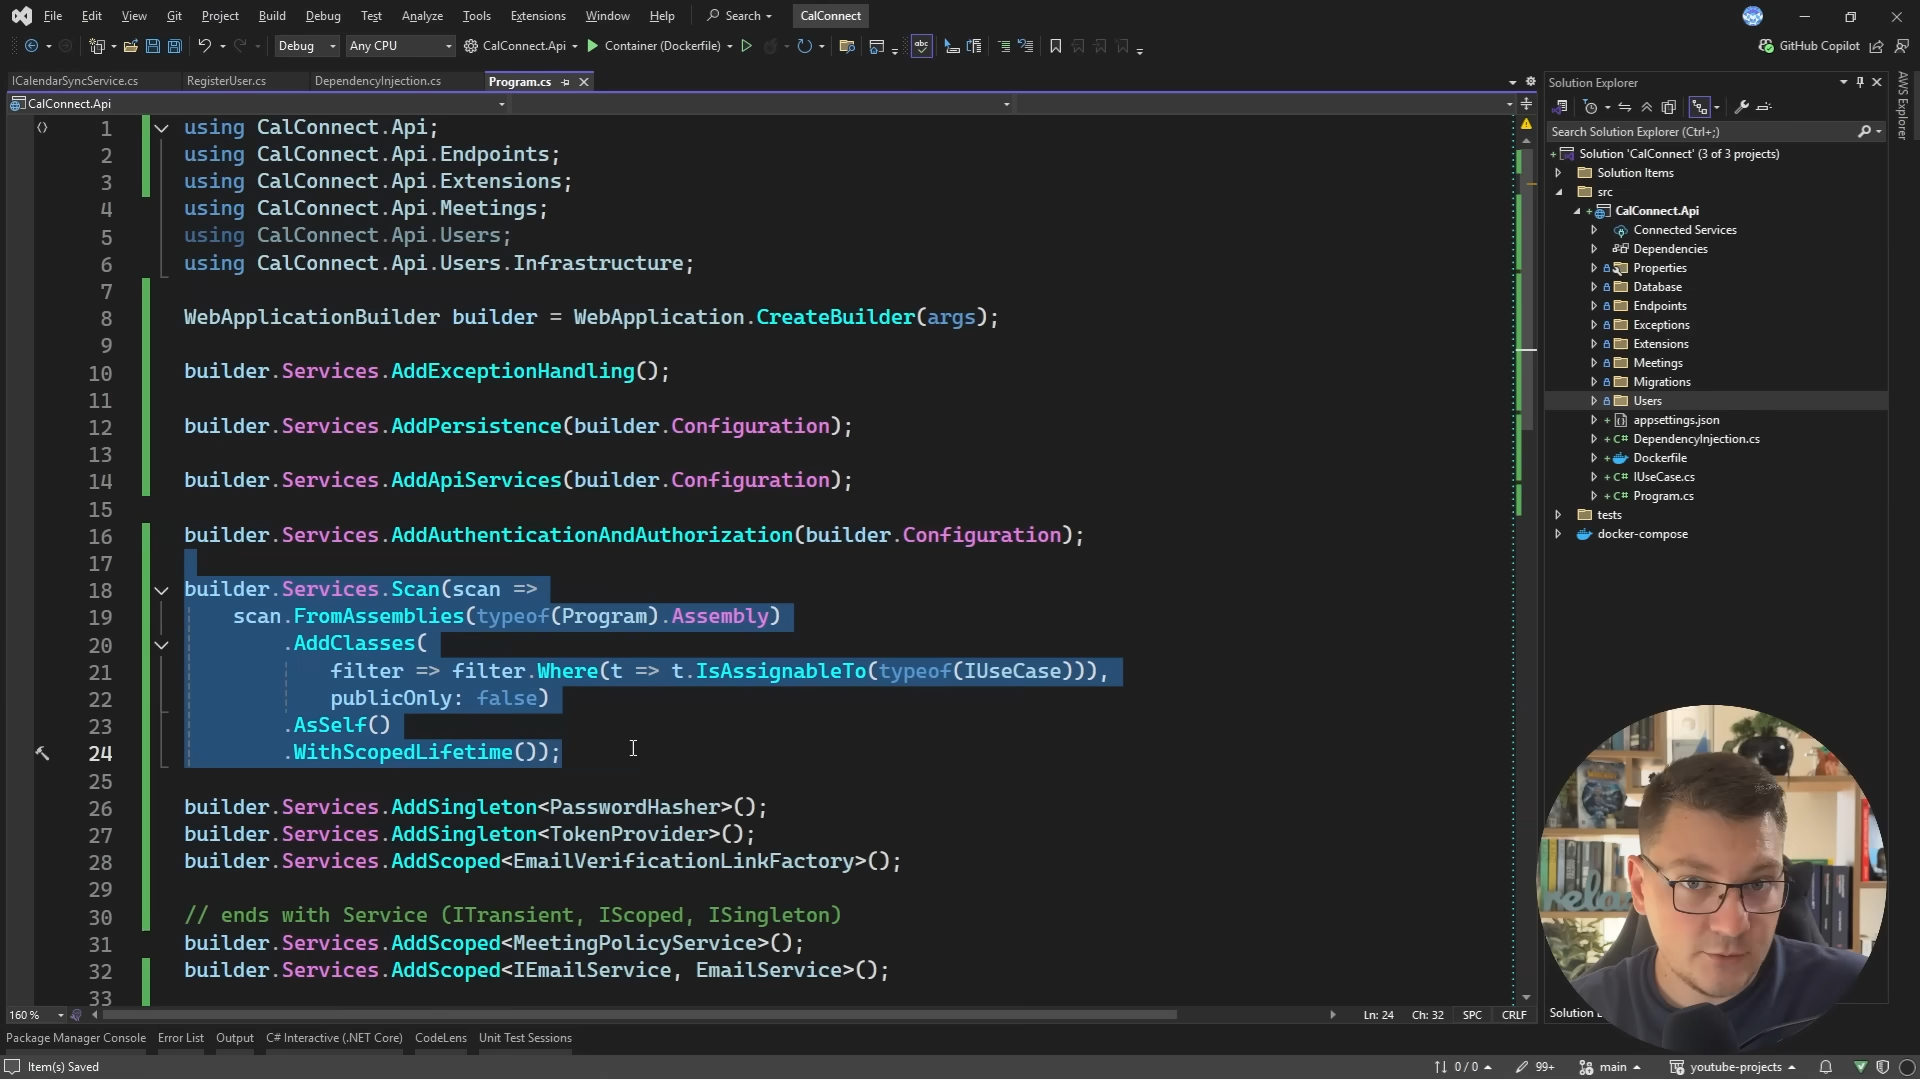 File Edit View Git Project Build Debug Test Analyze Tools Extensions Window Help Search CalConnect
Debug Any CPU CalConnect.Api Container (Dockerfile) GitHub Copilot
ICalendarSyncService.cs RegisterUser.cs DependencyInjection.cs Program.cs
CalConnect.Api
1 using CalConnect.Api;
2 using CalConnect.Api.Endpoints;
3 using CalConnect.Api.Extensions;
4 using CalConnect.Api.Meetings;
5 using CalConnect.Api.Users;
6 using CalConnect.Api.Users.Infrastructure;
7
8 WebApplicationBuilder builder = WebApplication.CreateBuilder(args);
9
10 builder.Services.AddExceptionHandling();
11
12 builder.Services.AddPersistence(builder.Configuration);
13
14 builder.Services.AddApiServices(builder.Configuration);
15
16 builder.Services.AddAuthenticationAndAuthorization(builder.Configuration);
17
18 builder.Services.Scan(scan =>
19 scan.FromAssemblies(typeof(Program).Assembly)
20 .AddClasses(
21 filter => filter.Where(t => t.IsAssignableTo(typeof(IUseCase))),
22 publicOnly: false)
23 .AsSelf()
24 .WithScopedLifetime());
25
26 builder.Services.AddSingleton<PasswordHasher>();
27 builder.Services.AddSingleton<TokenProvider>();
28 builder.Services.AddScoped<EmailVerificationLinkFactory>();
29
30 // ends with Service (ITransient, IScoped, ISingleton)
31 builder.Services.AddScoped<MeetingPolicyService>();
32 builder.Services.AddScoped<IEmailService, EmailService>();
33
160 % Ln: 24 Ch: 32 SPC CRLF
Solution Explorer
Search Solution Explorer (Ctrl+;)
Solution 'CalConnect' (3 of 3 projects)
Solution Items
src
CalConnect.Api
Connected Services
Dependencies
Properties
Database
Endpoints
Exceptions
Extensions
Meetings
Migrations
Users
appsettings.json
DependencyInjection.cs
Dockerfile
IUseCase.cs
Program.cs
tests
docker-compose
AWS Explorer
relax
Solution
Package Manager Console Error List Output C# Interactive (.NET Core) CodeLens Unit Test Sessions
Item(s) Saved 0 / 0 99+ main youtube-projects